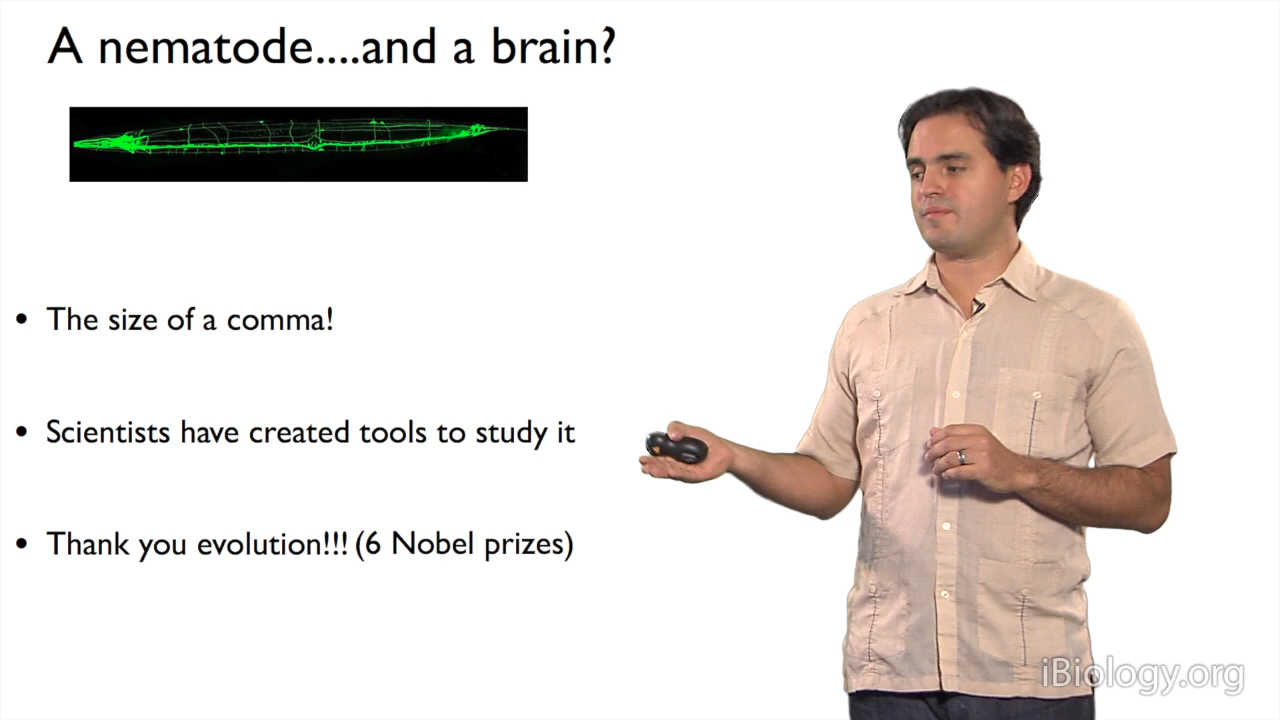 A nematode....and a brain?
• The size of a comma!
• Scientists have created tools to study it
• Thank you evolution!!! (6 Nobel prizes)
iBiology.org